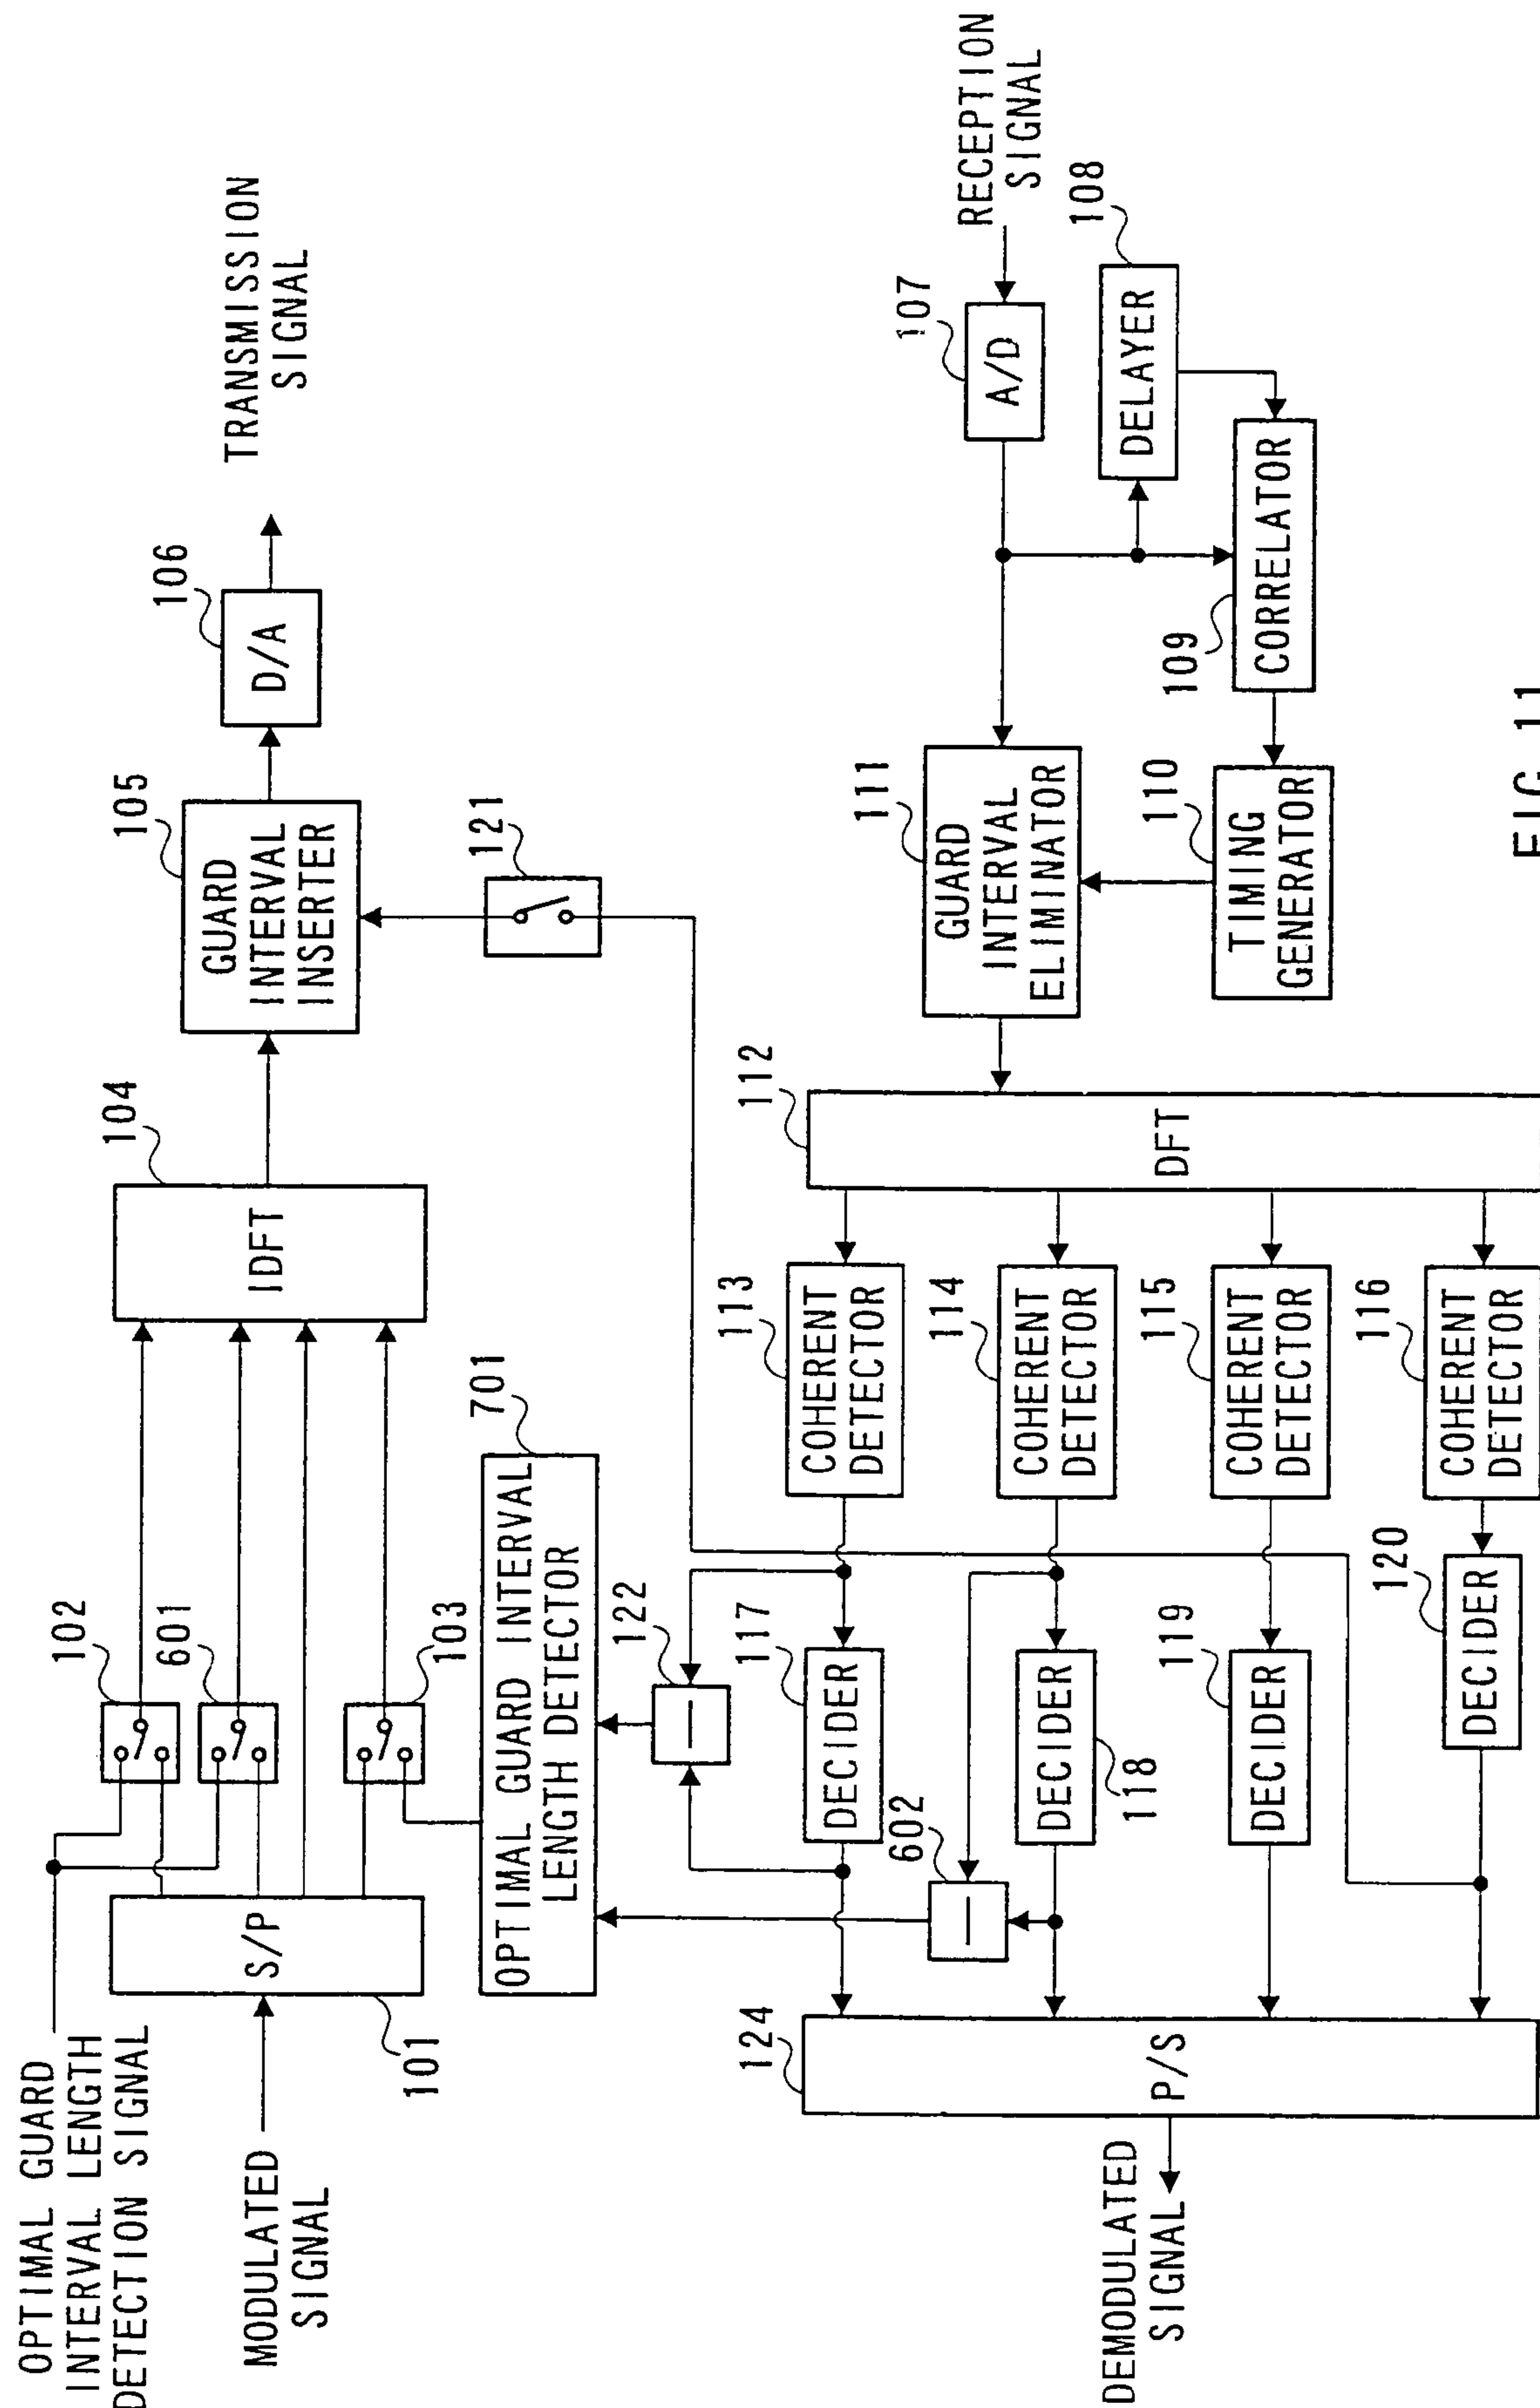 OPTIMAL GUARD
INTERVAL LENGTH
DETECTION SIGNAL
MODULATED
SIGNAL
S/P
101
102
601
103
IDFT
104
GUARD
INTERVAL
INSERTER
105
D/A
106
TRANSMISSION
SIGNAL
121
OPTIMAL GUARD INTERVAL
LENGTH DETECTOR
701
122
602
DEMODULATED
SIGNAL
P/S
124
DECIDER
117
DECIDER
118
DECIDER
119
DECIDER
120
COHERENT
DETECTOR
113
COHERENT
DETECTOR
114
COHERENT
DETECTOR
115
COHERENT
DETECTOR
116
DFT
112
GUARD
INTERVAL
ELIMINATOR
111
TIMING
GENERATOR
110
CORRELATOR
109
DELAYER
108
A/D
107
RECEPTION
SIGNAL
FIG. 11